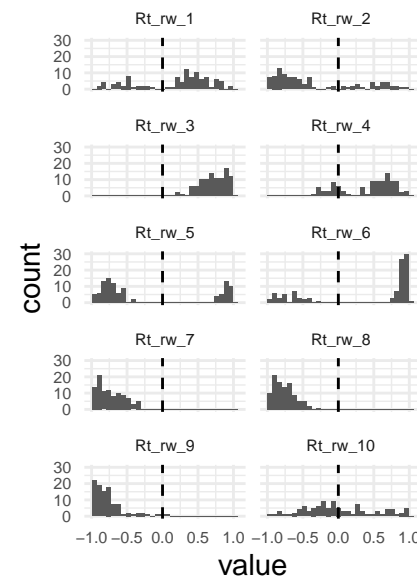 Rt_rw_1 Rt_rw_2
30
20
10
0
Rt_rw_3 Rt_rw_4
30
20
10
0
Rt_rw_5 Rt_rw_6
30
20
10
0
Rt_rw_7 Rt_rw_8
30
20
10
0
Rt_rw_9 Rt_rw_10
30
20
10
0
−1.0 −0.5 0.0 0.5 1.0 −1.0 −0.5 0.0 0.5 1.0
count
value